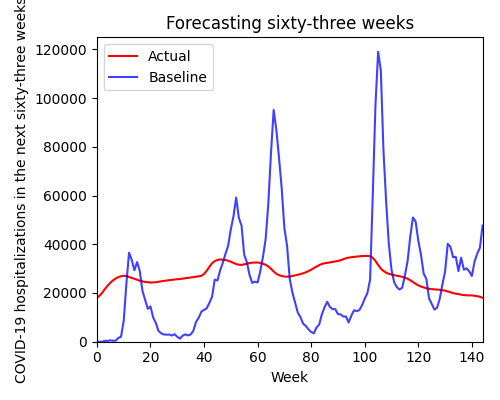 Forecasting sixty-three weeks
COVID-19 hospitalizations in the next sixty-three weeks
120000
100000
80000
60000
40000
20000
0
Actual
Baseline
0 20 40 60 80 100 120 140
Week